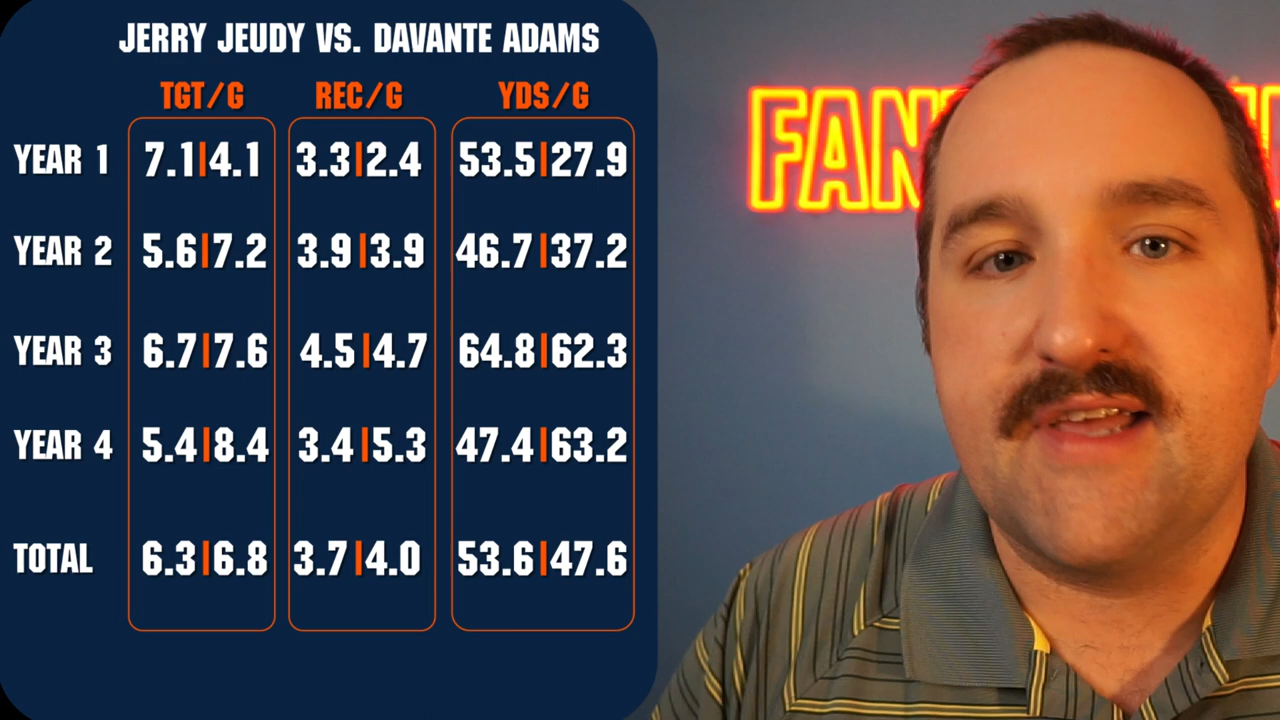 JERRY JEUDY VS. DAVANTE ADAMS
TGT/G REC/G YDS/G
YEAR 1 7.1|4.1 3.3|2.4 53.5|27.9
YEAR 2 5.6|7.2 3.9|3.9 46.7|37.2
YEAR 3 6.7|7.6 4.5|4.7 64.8|62.3
YEAR 4 5.4|8.4 3.4|5.3 47.4|63.2
TOTAL 6.3|6.8 3.7|4.0 53.6|47.6